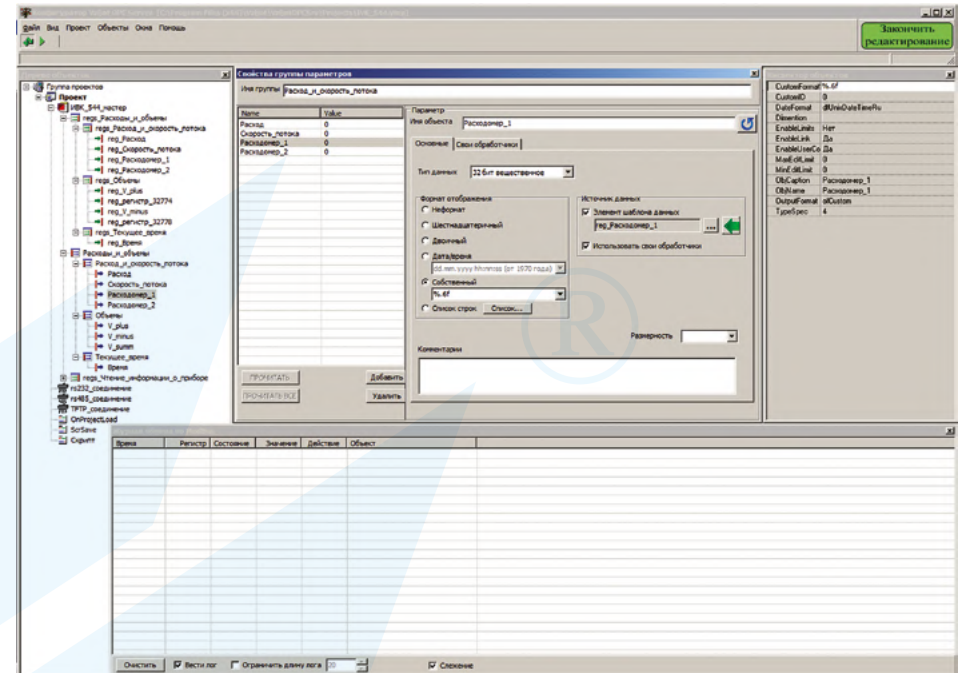 Файл Вид Проект Объекты Окна Помощь
Закончить
редактирование
Группа проектов
Проект
ИВК_544_мастер
regs_Расходы_и_объемы
regs_Расход_и_скорость_потока
reg_Расход
reg_Скорость_потока
reg_Расходомер_1
reg_Расходомер_2
regs_Объемы
reg_V_plus
reg_регистр_32774
reg_V_minus
reg_регистр_32778
regs_Текущее_время
reg_Время
Расходы_и_объемы
Расход_и_скорость_потока
Расход
Скорость_потока
Расходомер_1
Расходомер_2
Объемы
V_plus
V_minus
V_summ
Текущее_время
Время
regs_Чтение_информации_о_приборе
rs232_соединение
rs485_соединение
TPTP_соединение
OnProjectLoad
ScrSave
Скрипт
Свойства группы параметров
Имя группы Расход_и_скорость_потока
Name Value
Расход 0
Скорость_потока 0
Расходомер_1 0
Расходомер_2 0
ПРОЧИТАТЬ Добавить
ПРОЧИТАТЬ ВСЕ Удалить
Параметр
Имя объекта Расходомер_1
Основные Свои обработчики
Тип данных 32 бит вещественное
Формат отображения
Неформат
Шестнадцатеричный
Двоичный
Дата/время
dd.mm.yyyy hh:nn:ss (от 1970 года)
Собственный
%.6f
Список строк Список...
Источник данных
Элемент шаблона данных
reg_Расходомер_1 ...
Использовать свои обработчики
Размерность
Комментарии
CustomFormat %.6f
CustomID 0
DateFormat dfUnixDateTimeRu
Dimention
EnableLimits Нет
EnableLink Да
EnableUserCo Да
MaxEditLimit 0
MinEditLimit 0
ObjCaption Расходомер_1
ObjName Расходомер_1
OutputFormat ofCustom
TypeSpec 4
Время Регистр Состояние Значение Действие Объект
Очистить Вести лог Ограничить длину лога 20 Слежение
®